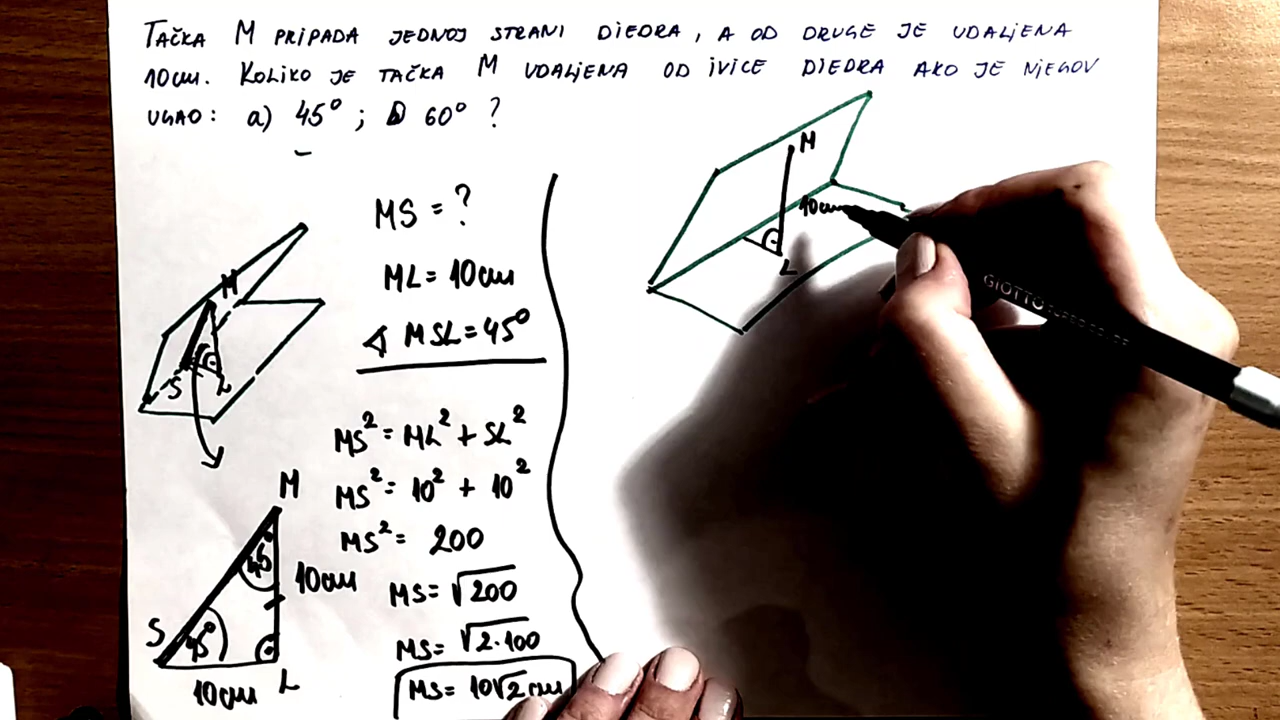 TAČKA M PRIPADA JEDNOJ STRANI DIEDRA, A OD DRUGE JE UDALJENA
10cm. KOLIKO JE TAČKA M UDALJENA OD IVICE DIEDRA AKO JE NJEGOV
UGAO: a) 45° ; b) 60° ?
M
S
L
MS = ?
ML = 10cm
∢ MSL = 45°
MS² = ML² + SL²
MS² = 10² + 10²
MS² = 200
MS = √200
MS = √2·100
MS = 10√2 cm
M
45°
10cm
S
45°
10cm
L
M
10cm
L
GIOTTO